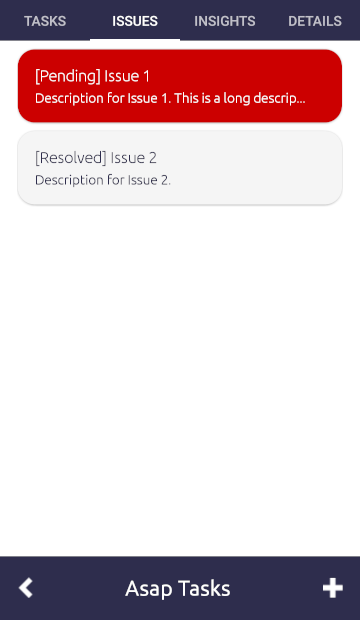 TASKS ISSUES INSIGHTS DETAILS
[Pending] Issue 1
Description for Issue 1. This is a long descrip...
[Resolved] Issue 2
Description for Issue 2.
Asap Tasks